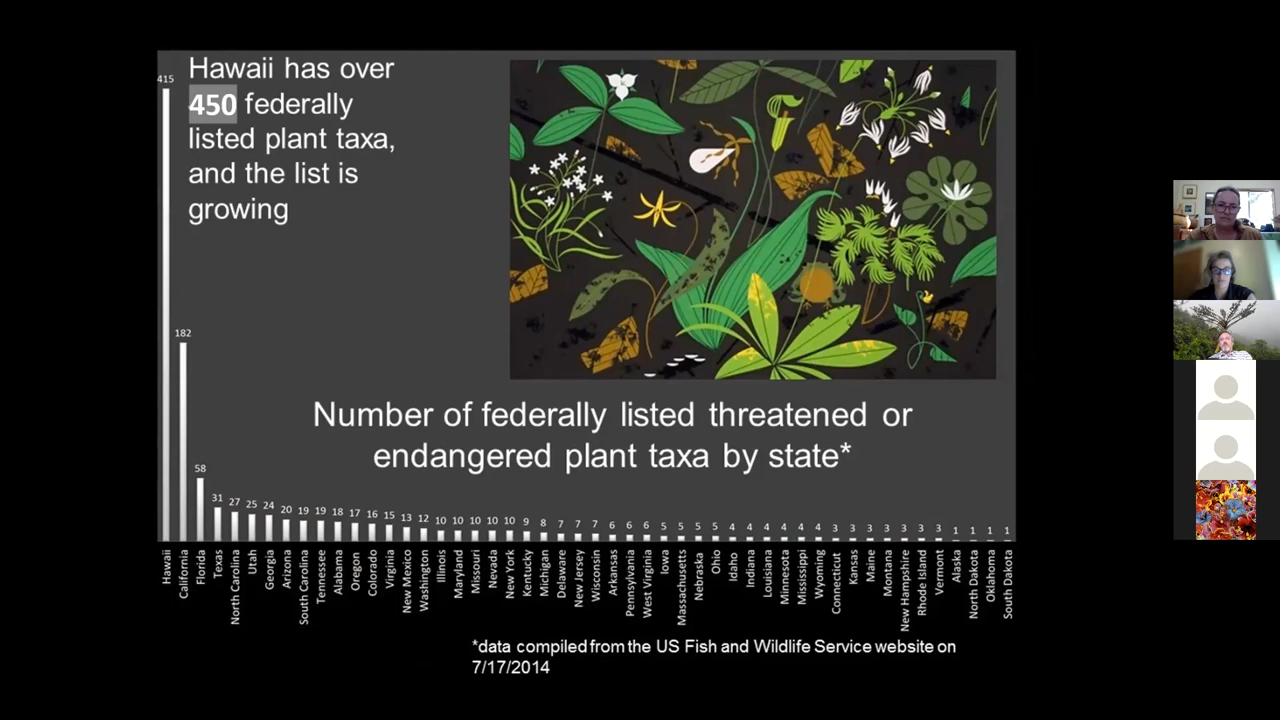 Hawaii has over
450 federally
listed plant taxa,
and the list is
growing
Number of federally listed threatened or
endangered plant taxa by state*
415
182
58
31
27
25
24
20
19
19
18
17
16
15
13
12
10
10
10
10
10
9
8
7
7
7
6
6
6
5
5
5
5
4
4
4
4
4
4
3
3
3
3
3
3
3
1
1
1
1
Hawaii
California
Florida
Texas
North Carolina
Utah
Georgia
Arizona
South Carolina
Tennessee
Alabama
Oregon
Colorado
Virginia
New Mexico
Washington
Illinois
Maryland
Missouri
Nevada
New York
Kentucky
Michigan
Delaware
New Jersey
Wisconsin
Arkansas
Pennsylvania
West Virginia
Iowa
Massachusetts
Nebraska
Ohio
Idaho
Indiana
Louisiana
Minnesota
Mississippi
Wyoming
Connecticut
Kansas
Maine
Montana
New Hampshire
Rhode Island
Vermont
Alaska
North Dakota
Oklahoma
South Dakota
*data compiled from the US Fish and Wildlife Service website on
7/17/2014